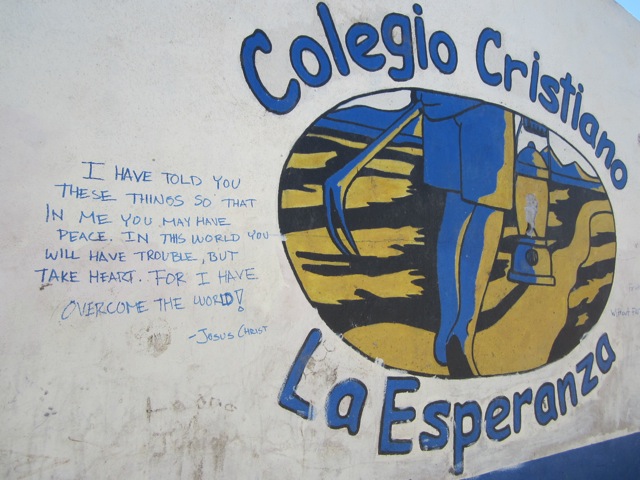 Colegio Cristiano
I HAVE TOLD YOU
THESE THINGS SO THAT
IN ME YOU MAY HAVE
PEACE. IN THIS WORLD YOU
WILL HAVE TROUBLE, BUT
TAKE HEART. FOR I HAVE
OVERCOME THE WORLD!
-JOSUS CHRIST
La Esperanza